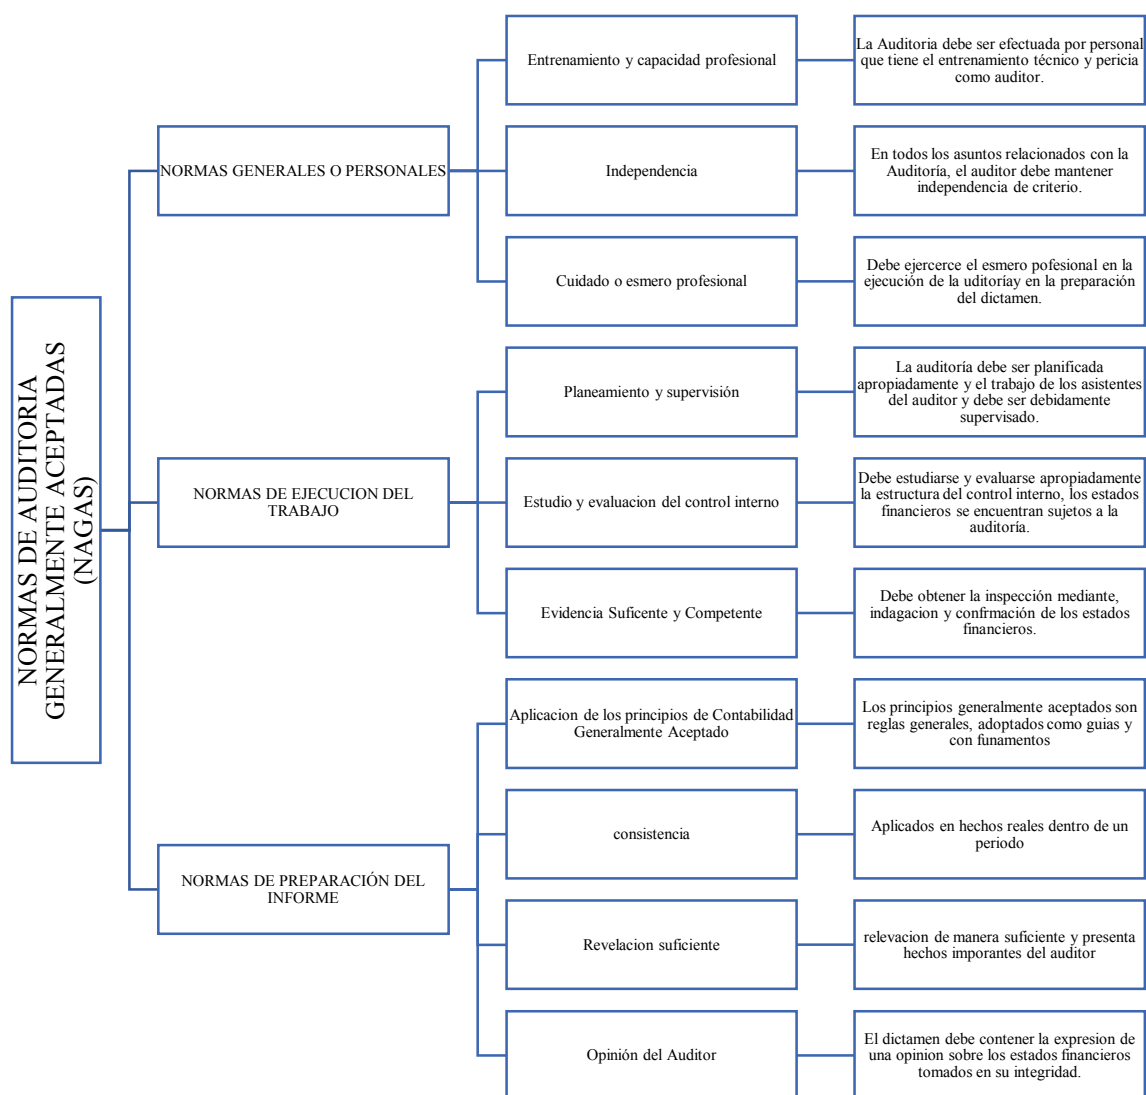 NORMAS DE AUDITORIA
GENERALMENTE ACEPTADAS
(NAGAS)
NORMAS GENERALES O PERSONALES
Entrenamiento y capacidad profesional
La Auditoria debe ser efectuada por personal
que tiene el entrenamiento técnico y pericia
como auditor.
Independencia
En todos los asuntos relacionados con la
Auditoría, el auditor debe mantener
independencia de criterio.
Cuidado o esmero profesional
Debe ejercerce el esmero pofesional en la
ejecución de la uditoríay en la preparación
del dictamen.
NORMAS DE EJECUCION DEL
TRABAJO
Planeamiento y supervisión
La auditoría debe ser planificada
apropiadamente y el trabajo de los asistentes
del auditor y debe ser debidamente
supervisado.
Estudio y evaluacion del control interno
Debe estudiarse y evaluarse apropiadamente
la estructura del control interno, los estados
financieros se encuentran sujetos a la
auditoría.
Evidencia Suficente y Competente
Debe obtener la inspección mediante,
indagacion y confrmación de los estados
financieros.
NORMAS DE PREPARACIÓN DEL
INFORME
Aplicacion de los principios de Contabilidad
Generalmente Aceptado
Los principios generalmente aceptados son
reglas generales, adoptados como guias y
con funamentos
consistencia
Aplicados en hechos reales dentro de un
periodo
Revelacion suficiente
relevacion de manera suficiente y presenta
hechos imporantes del auditor
Opinión del Auditor
El dictamen debe contener la expresion de
una opinion sobre los estados financieros
tomados en su integridad.